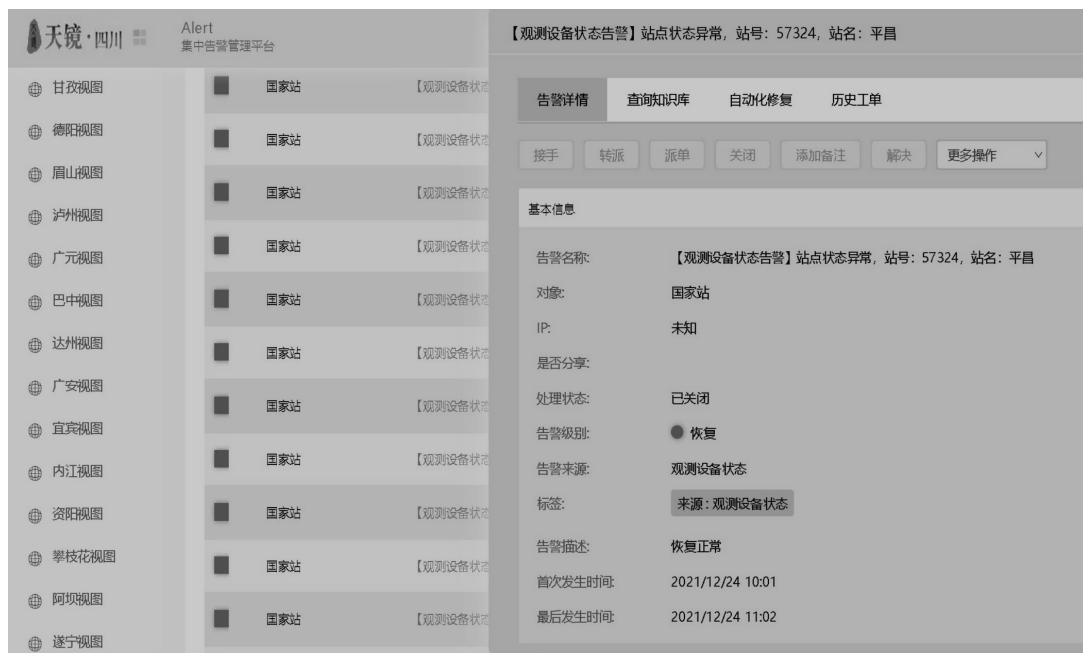 天镜·四川
Alert
集中告警管理平台
甘孜视图
德阳视图
眉山视图
泸州视图
广元视图
巴中视图
达州视图
广安视图
宜宾视图
内江视图
资阳视图
攀枝花视图
阿坝视图
遂宁视图
国家站 【观测设备状态
国家站 【观测设备状态
国家站 【观测设备状态
国家站 【观测设备状态
国家站 【观测设备状态
国家站 【观测设备状态
国家站 【观测设备状态
国家站 【观测设备状态
国家站 【观测设备状态
国家站 【观测设备状态
国家站 【观测设备状态
【观测设备状态告警】站点状态异常，站号：57324，站名：平昌
告警详情 查询知识库 自动化修复 历史工单
接手 转派 派单 关闭 添加备注 解决 更多操作
基本信息
告警名称: 【观测设备状态告警】站点状态异常，站号：57324，站名：平昌
对象: 国家站
IP: 未知
是否分享:
处理状态: 已关闭
告警级别: 恢复
告警来源: 观测设备状态
标签: 来源:观测设备状态
告警描述: 恢复正常
首次发生时间: 2021/12/24 10:01
最后发生时间: 2021/12/24 11:02